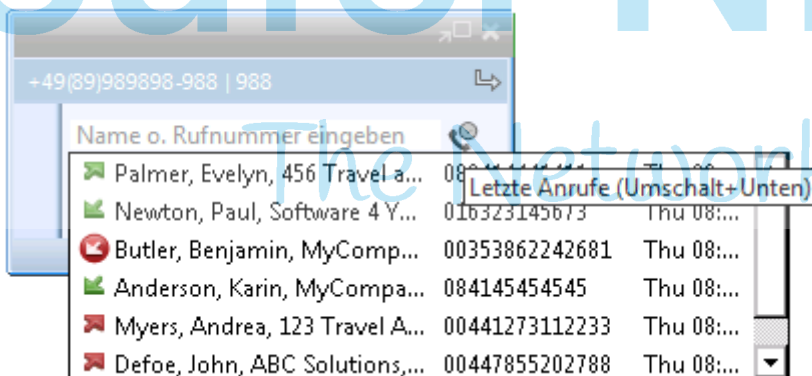 +49(89)989898-988 | 988
Name o. Rufnummer eingeben
The Networ
Palmer, Evelyn, 456 Travel a...
Letzte Anrufe (Umschalt+Unten)
Newton, Paul, Software 4 Y... 016323145673 Thu 08:...
Butler, Benjamin, MyComp... 00353862242681 Thu 08:...
Anderson, Karin, MyCompa... 084145454545 Thu 08:...
Myers, Andrea, 123 Travel A... 00441273112233 Thu 08:...
Defoe, John, ABC Solutions,... 00447855202788 Thu 08:...